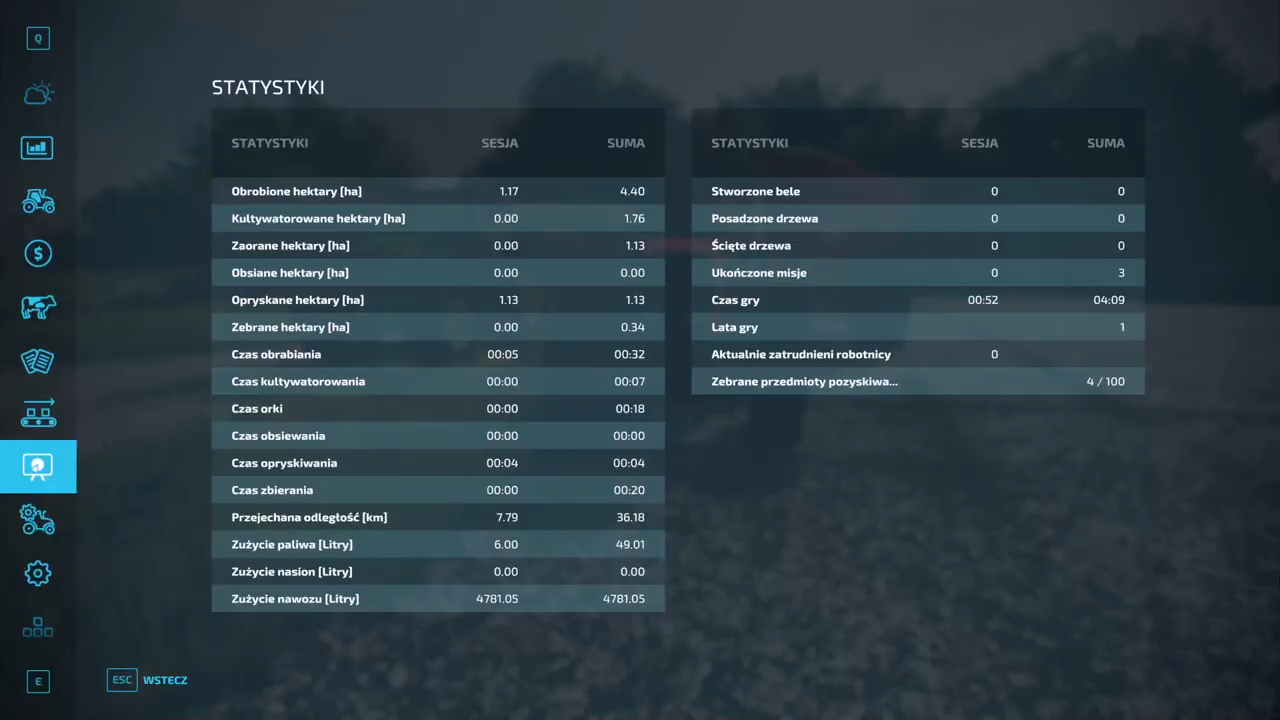 Q
STATYSTYKI
STATYSTYKI SESJA SUMA
Obrobione hektary [ha] 1.17 4.40
Kultywatorowane hektary [ha] 0.00 1.76
Zaorane hektary [ha] 0.00 1.13
Obsiane hektary [ha] 0.00 0.00
Opryskane hektary [ha] 1.13 1.13
Zebrane hektary [ha] 0.00 0.34
Czas obrabiania 00:05 00:32
Czas kultywatorowania 00:00 00:07
Czas orki 00:00 00:18
Czas obsiewania 00:00 00:00
Czas opryskiwania 00:04 00:04
Czas zbierania 00:00 00:20
Przejechana odległość [km] 7.79 36.18
Zużycie paliwa [Litry] 6.00 49.01
Zużycie nasion [Litry] 0.00 0.00
Zużycie nawozu [Litry] 4781.05 4781.05
STATYSTYKI SESJA SUMA
Stworzone bele 0 0
Posadzone drzewa 0 0
Ścięte drzewa 0 0
Ukończone misje 0 3
Czas gry 00:52 04:09
Lata gry 1
Aktualnie zatrudnieni robotnicy 0
Zebrane przedmioty pozyskiwa... 4 / 100
E
ESC WSTECZ